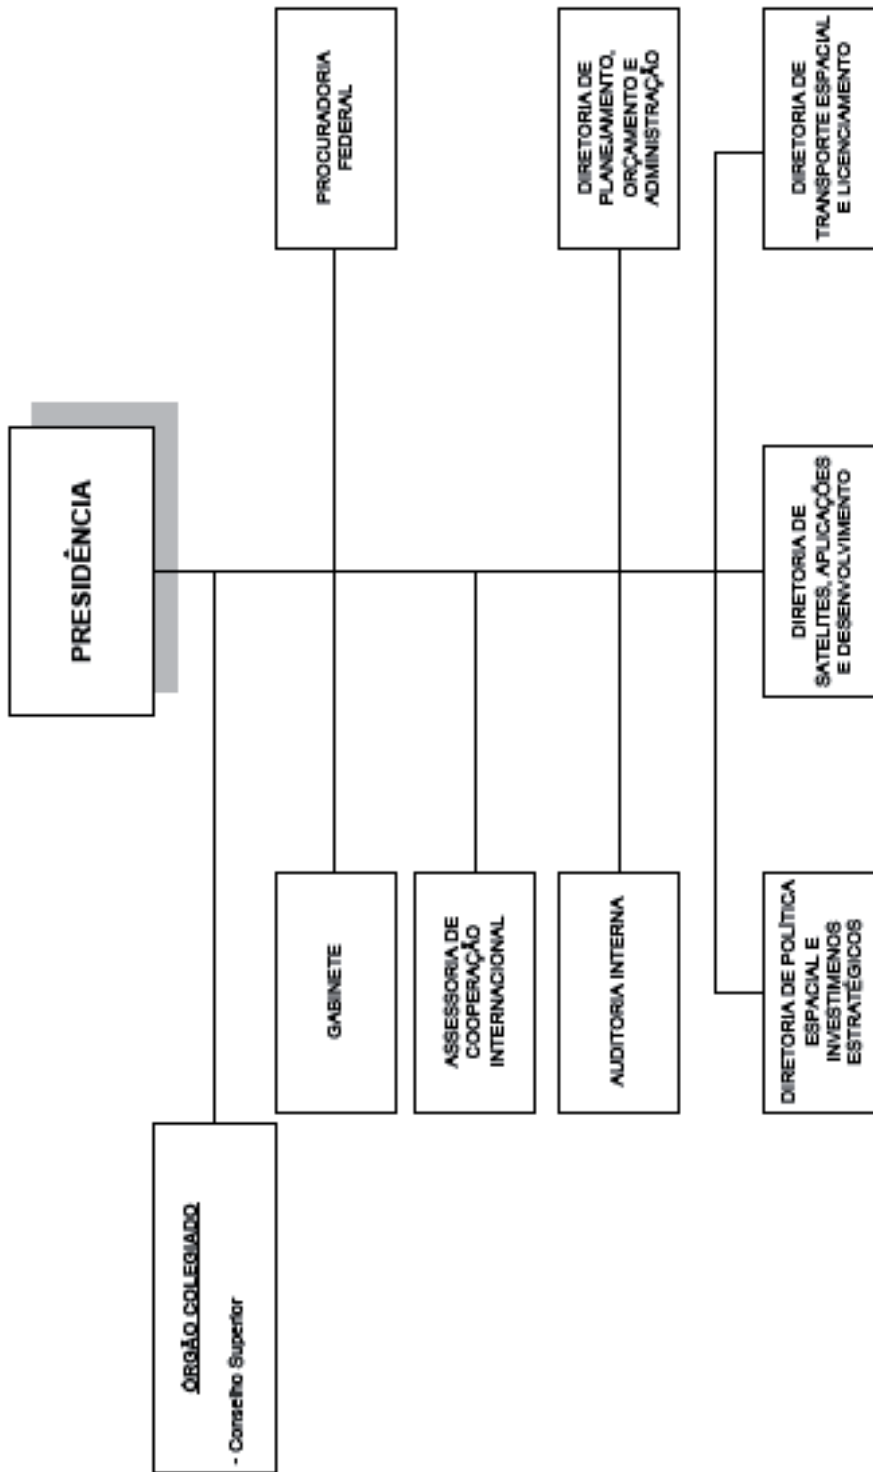 PRESIDÊNCIA
ÓRGÃO COLEGIADO
- Conselho Superior
GABINETE
PROCURADORIA
FEDERAL
ASSESSORIA DE
COOPERAÇÃO
INTERNACIONAL
AUDITORIA INTERNA
DIRETORIA DE
PLANEJAMENTO,
ORÇAMENTO E
ADMINISTRAÇÃO
DIRETORIA DE POLÍTICA
ESPACIAL E
INVESTIMENOS
ESTRATÉGICOS
DIRETORIA DE
SATELITES, APLICAÇÕES
E DESENVOLVIMENTO
DIRETORIA DE
TRANSPORTE ESPACIAL
E LICENCIAMENTO